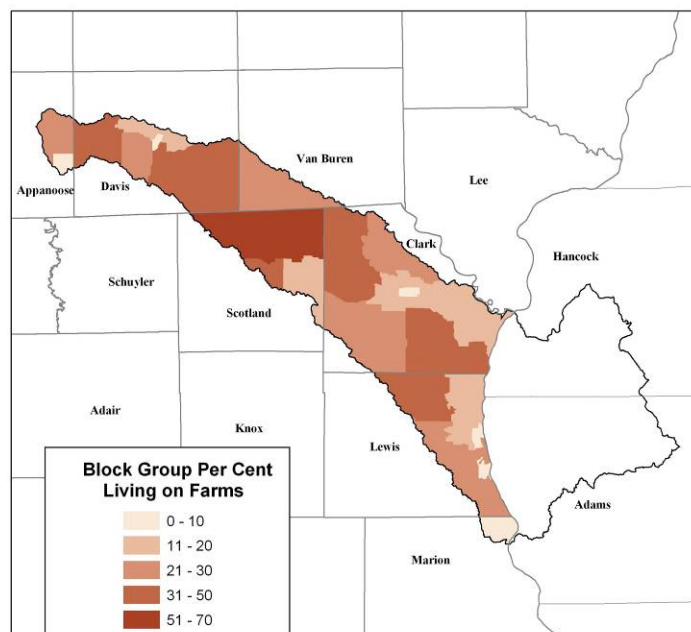 Van Buren
Lee
Appanoose
Davis
Clark
Hancock
Schuyler
Scotland
Adair
Knox
Lewis
Adams
Marion
Block Group Per Cent
Living on Farms
0 - 10
11 - 20
21 - 30
31 - 50
51 - 70